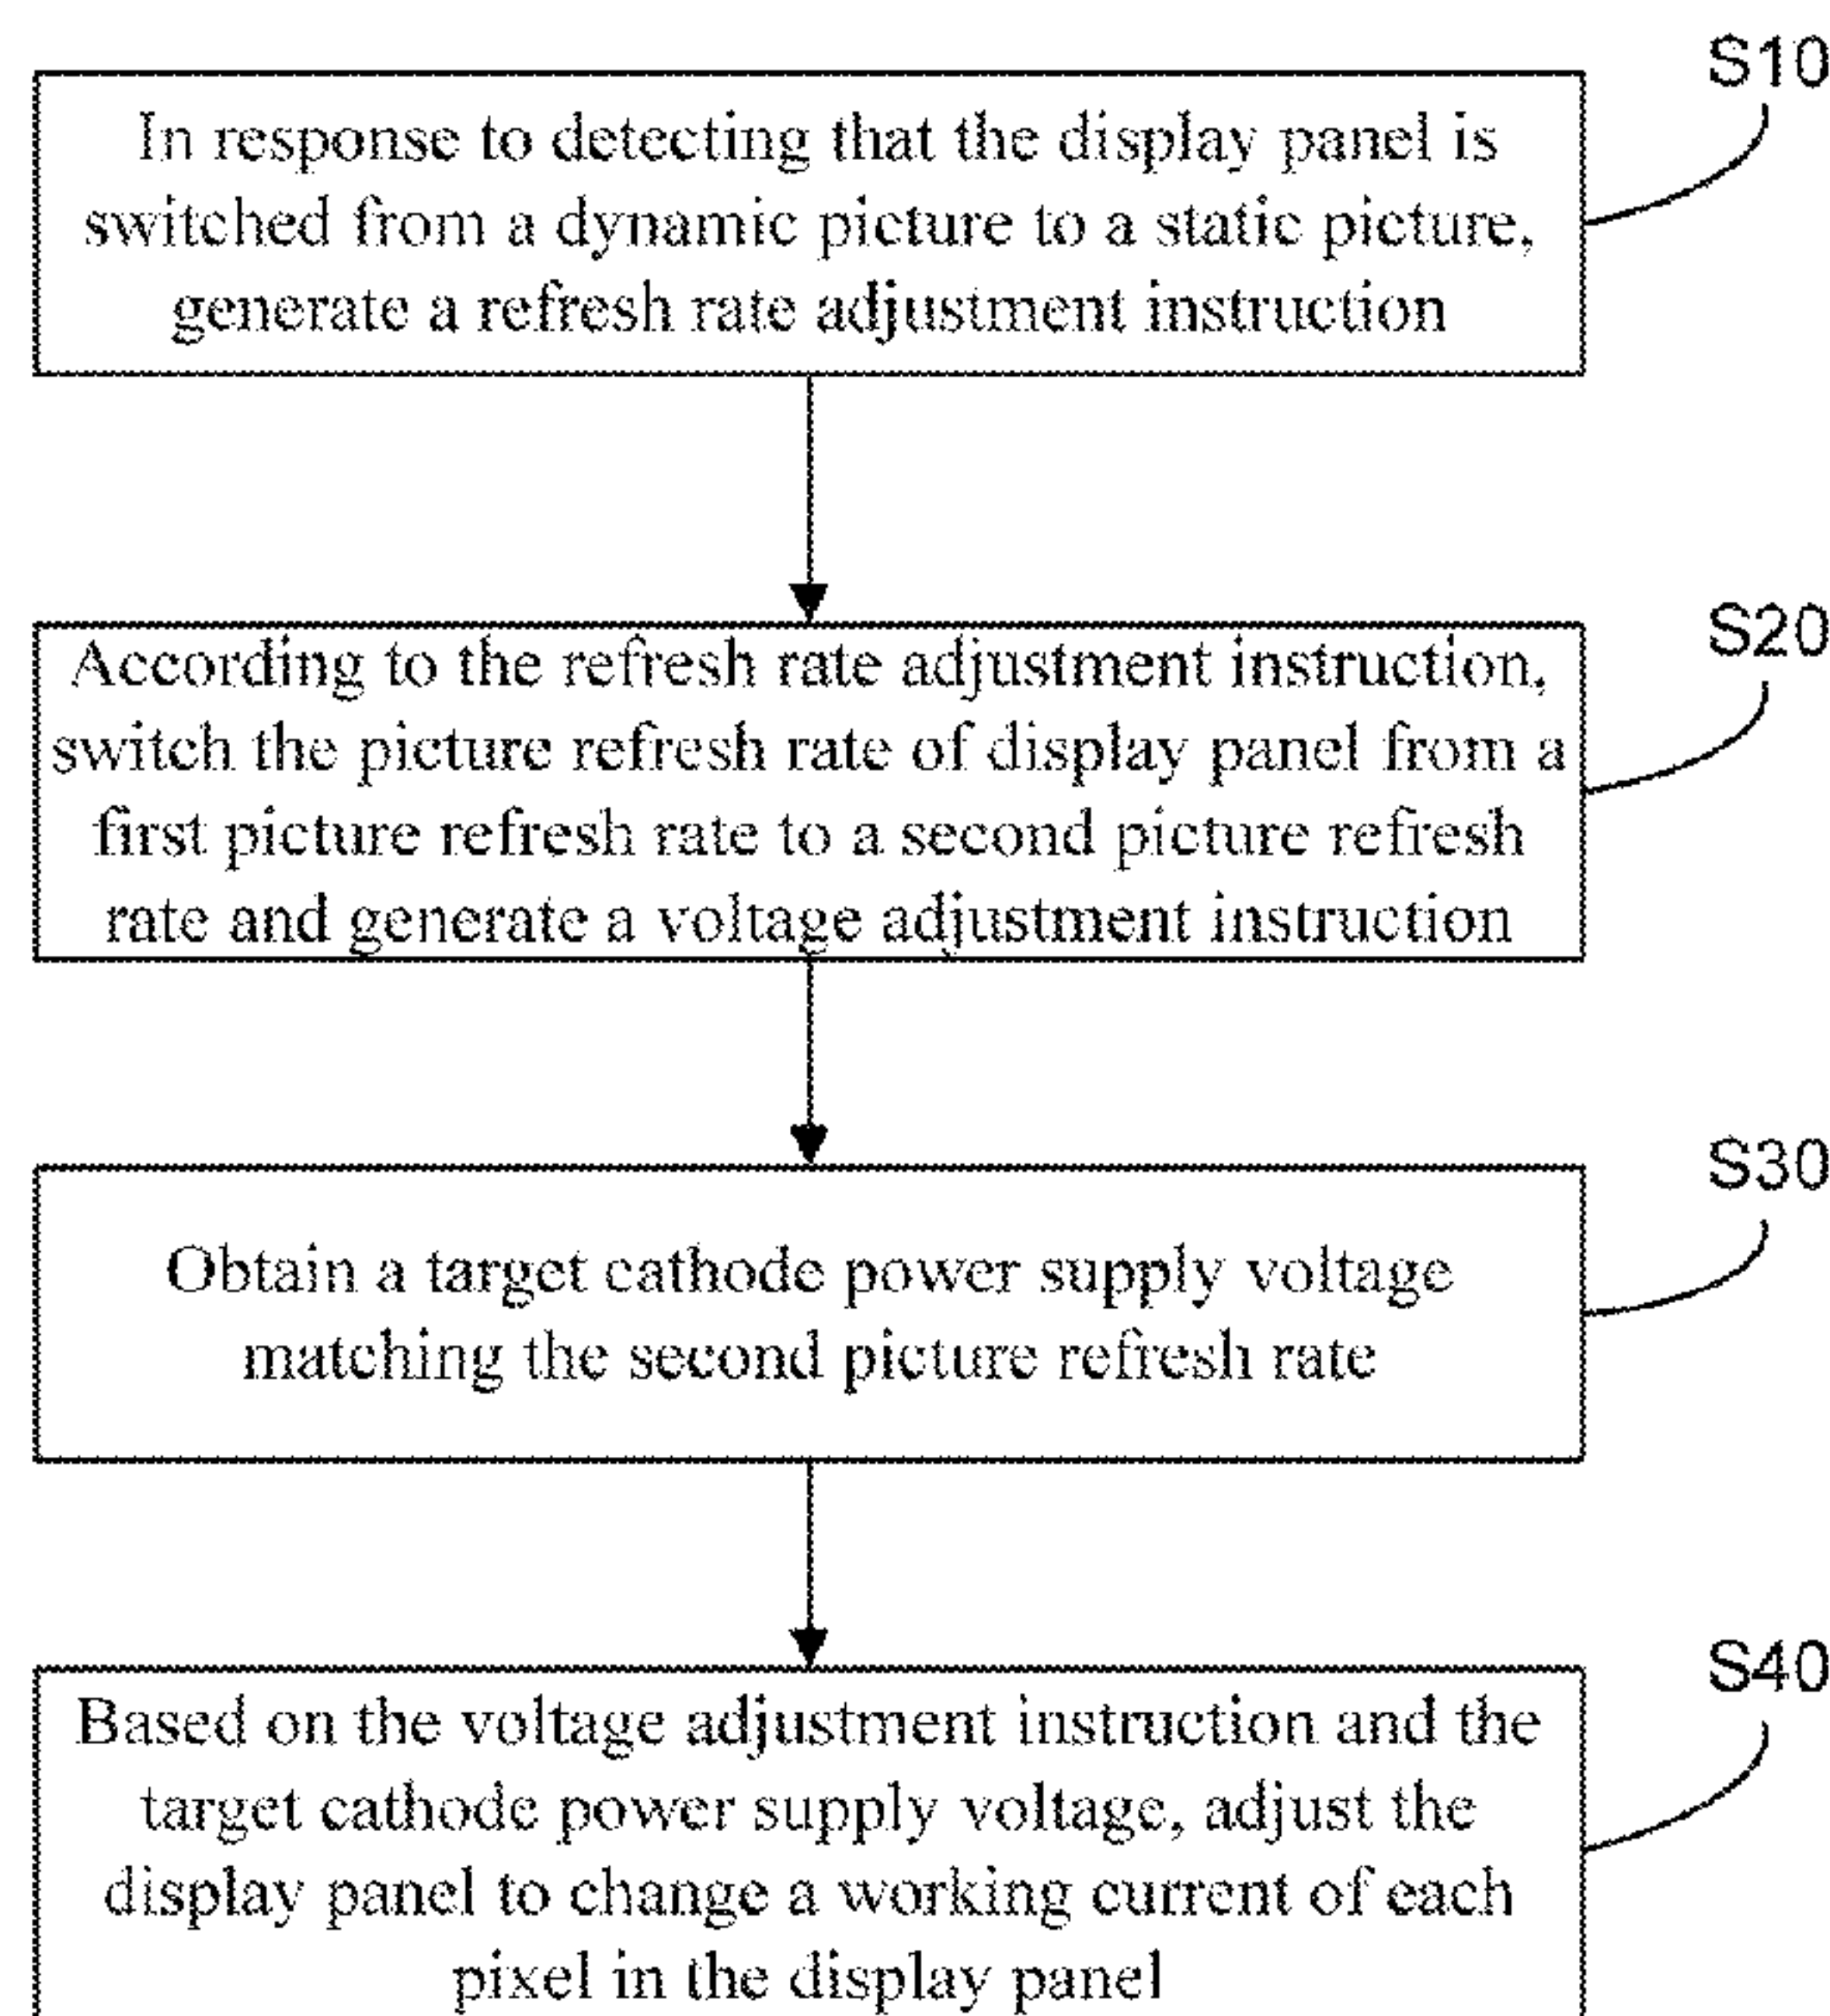 S10
In response to detecting that the display panel is
switched from a dynamic picture to a static picture,
generate a refresh rate adjustment instruction
S20
According to the refresh rate adjustment instruction,
switch the picture refresh rate of display panel from a
first picture refresh rate to a second picture refresh
rate and generate a voltage adjustment instruction
S30
Obtain a target cathode power supply voltage
matching the second picture refresh rate
S40
Based on the voltage adjustment instruction and the
target cathode power supply voltage, adjust the
display panel to change a working current of each
pixel in the display panel